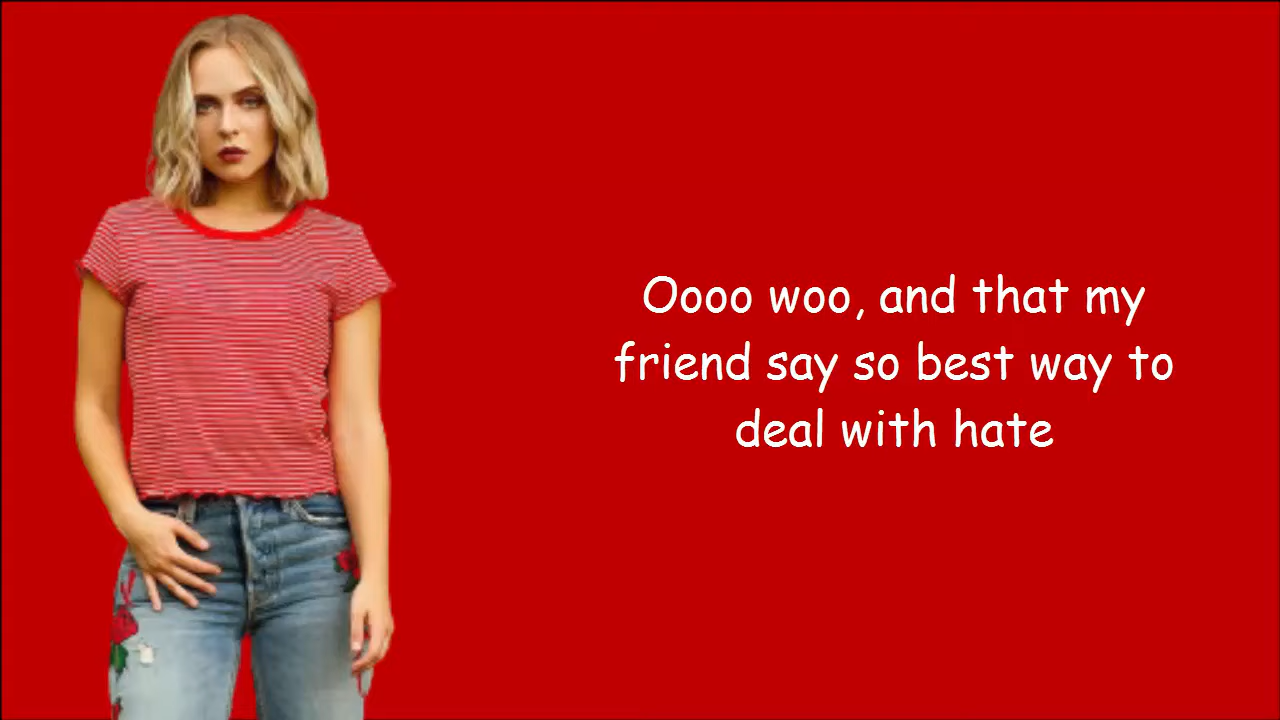 Oooo woo, and that my
friend say so best way to
deal with hate